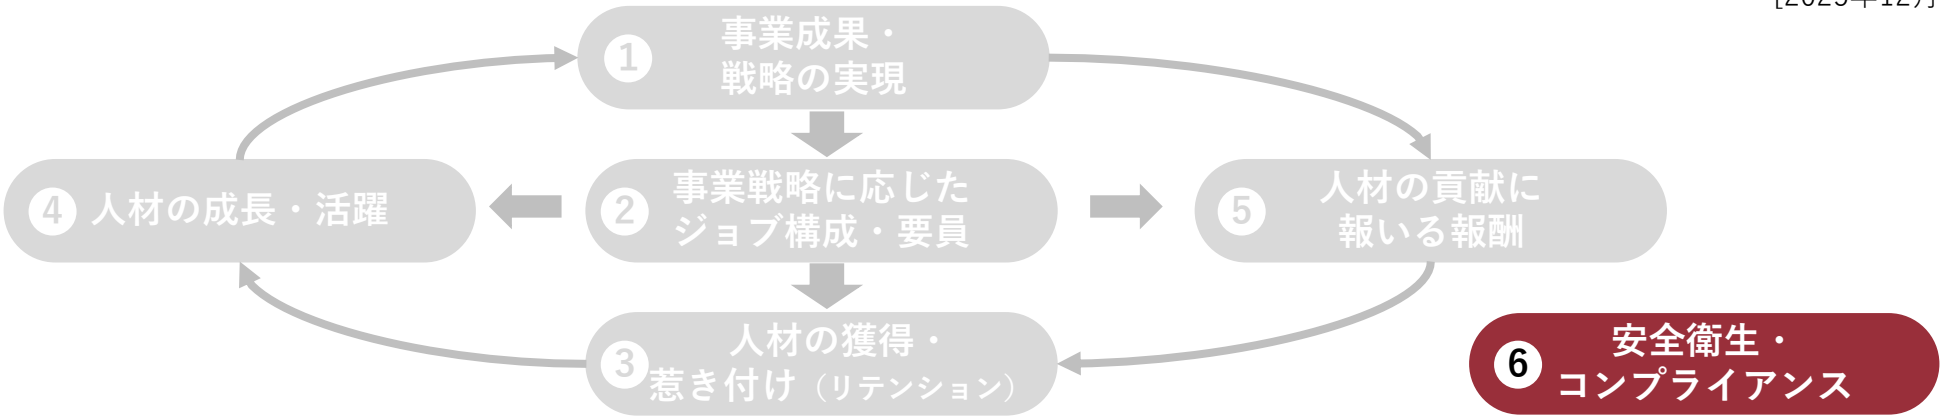 ①
事業成果・
戦略の実現
④
人材の成長・活躍
②
事業戦略に応じた
ジョブ構成・要員
⑤
人材の貢献に
報いる報酬
③
人材の獲得・
惹き付け（リテンション）
⑥
安全衛生・
コンプライアンス